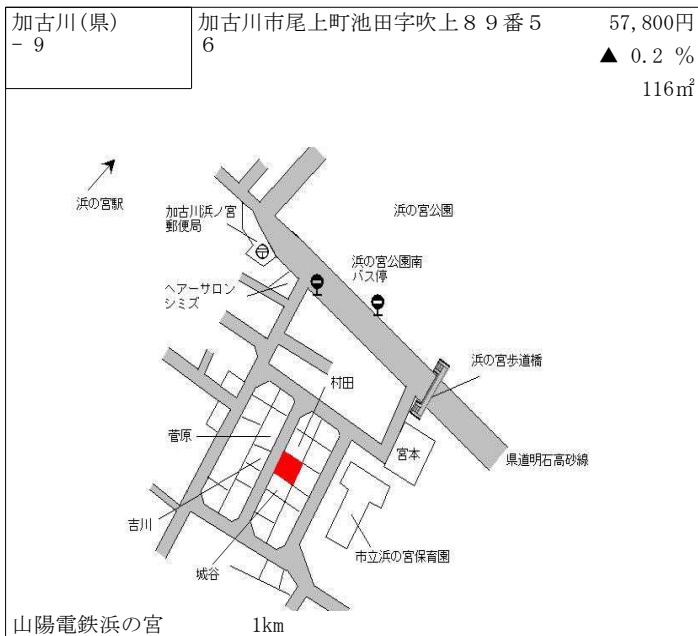 加古川(県)
- 9
加古川市尾上町池田字吹上８９番５
６
57,800円
▲ 0.2 %
116㎡
浜の宮駅
加古川浜ノ宮
郵便局
浜の宮公園
浜の宮公園南
バス停
ヘアーサロン
シミズ
浜の宮歩道橋
村田
菅原
宮本
県道明石高砂線
吉川
市立浜の宮保育園
城谷
山陽電鉄浜の宮
1km